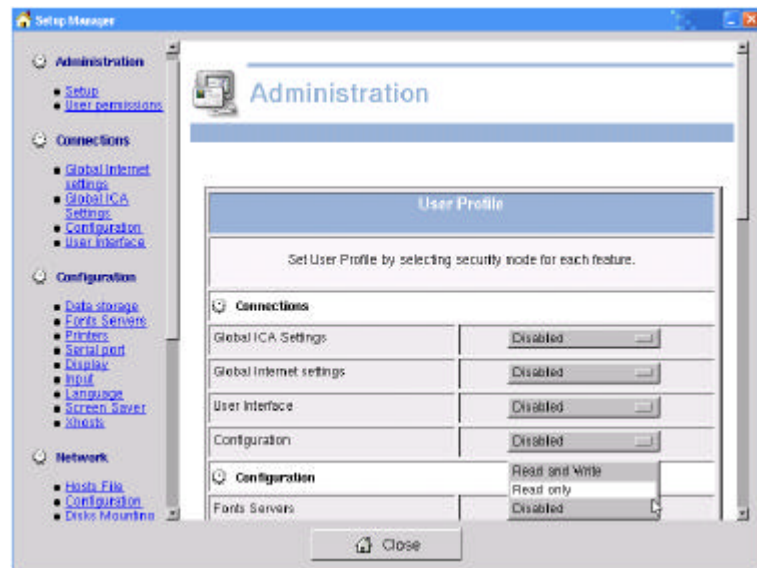 Setup Manager
Administration
Setup
User permissions
Connections
Global Internet
settings
Global ICA
Settings
Configuration
User Interface
Configuration
Data storage
Fonts Servers
Printers
Serial port
Display
Input
Language
Screen Saver
Xhosts
Network
Hosts File
Configuration
Disks Mounting
Administration
User Profile
Set User Profile by selecting security mode for each feature.
Connections
Global ICA Settings Disabled
Global Internet settings Disabled
User Interface Disabled
Configuration Disabled
Configuration
Read and Write
Read only
Fonts Servers Disabled
Close